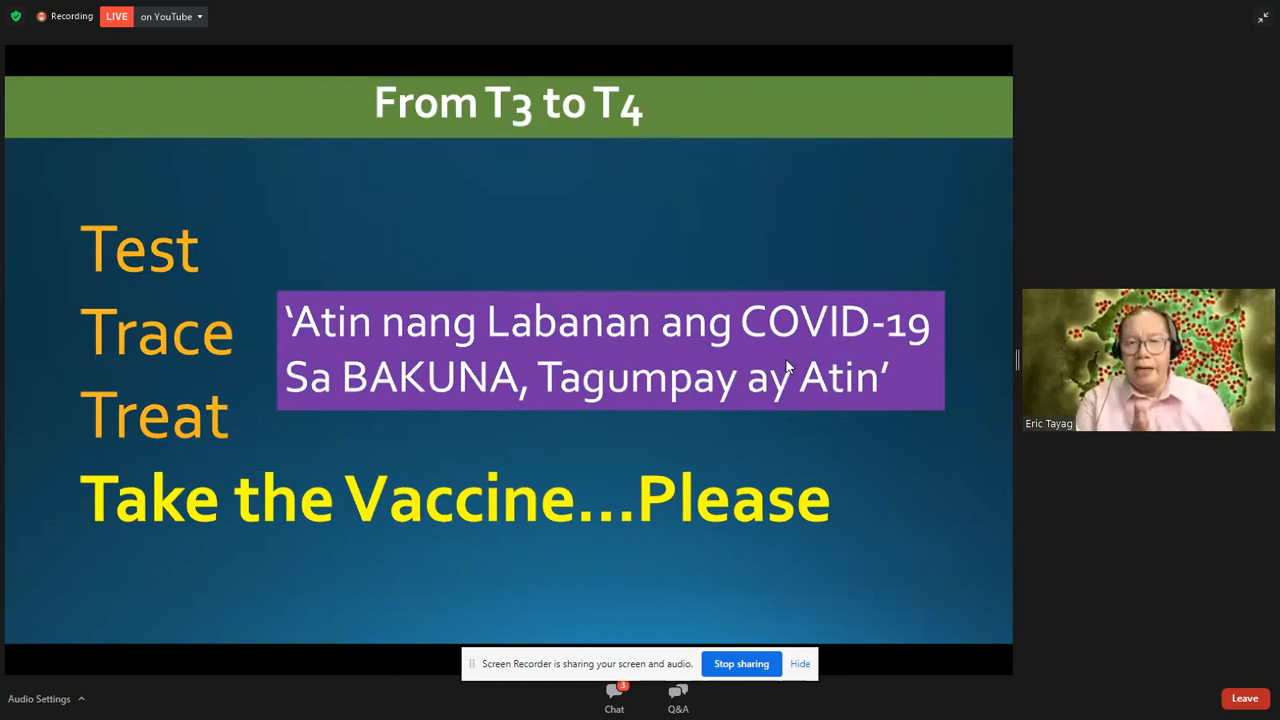 Recording
LIVE
on YouTube
From T3 to T4
Test
Trace
Treat
'Atin nang Labanan ang COVID-19
Sa BAKUNA, Tagumpay ay Atin'
Take the Vaccine...Please
Eric Tayag
Screen Recorder is sharing your screen and audio.
Stop sharing
Hide
Audio Settings
3
Chat
Q&A
Leave